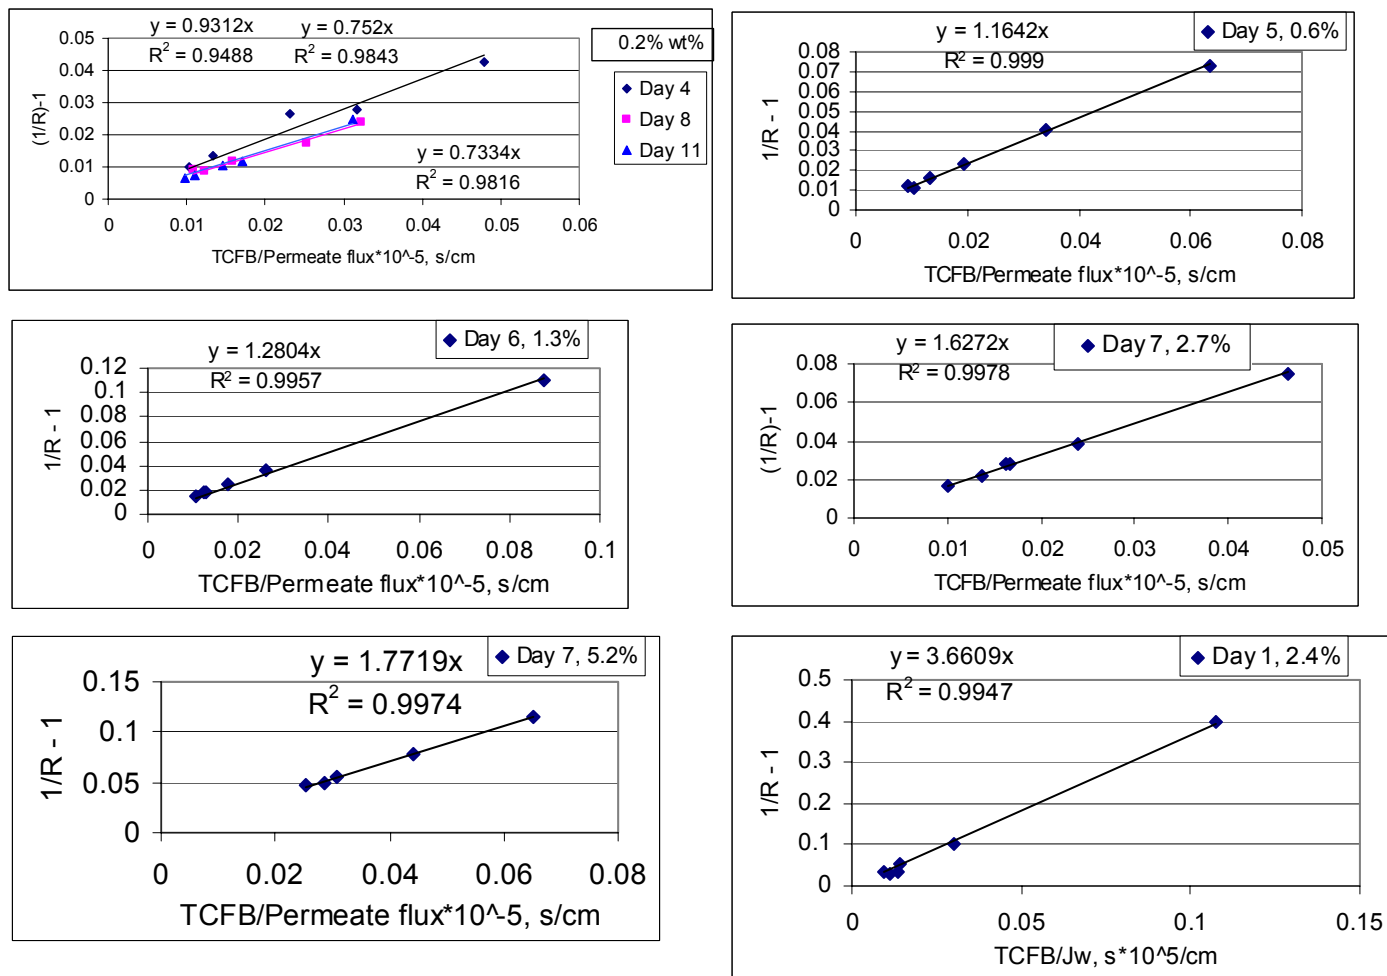 y = 0.9312x
R2 = 0.9488
y = 0.752x
R2 = 0.9843
0.2% wt%
Day 4
Day 8
Day 11
y = 0.7334x
R2 = 0.9816
(1/R)-1
0.05
0.04
0.03
0.02
0.01
0
0
0.01
0.02
0.03
0.04
0.05
0.06
TCFB/Permeate flux*10^-5, s/cm
y = 1.1642x
R2 = 0.999
Day 5, 0.6%
1/R - 1
0.08
0.07
0.06
0.05
0.04
0.03
0.02
0.01
0
0
0.02
0.04
0.06
0.08
TCFB/Permeate flux*10^-5, s/cm
y = 1.2804x
R2 = 0.9957
Day 6, 1.3%
1/R - 1
0.12
0.1
0.08
0.06
0.04
0.02
0
0
0.02
0.04
0.06
0.08
0.1
TCFB/Permeate flux*10^-5, s/cm
y = 1.6272x
R2 = 0.9978
Day 7, 2.7%
(1/R)-1
0.08
0.06
0.04
0.02
0
0
0.01
0.02
0.03
0.04
0.05
TCFB/Permeate flux*10^-5, s/cm
y = 1.7719x
R2 = 0.9974
Day 7, 5.2%
1/R - 1
0.15
0.1
0.05
0
0
0.02
0.04
0.06
0.08
TCFB/Permeate flux*10^-5, s/cm
y = 3.6609x
R2 = 0.9947
Day 1, 2.4%
1/R - 1
0.5
0.4
0.3
0.2
0.1
0
0
0.05
0.1
0.15
TCFB/Jw, s*10^5/cm